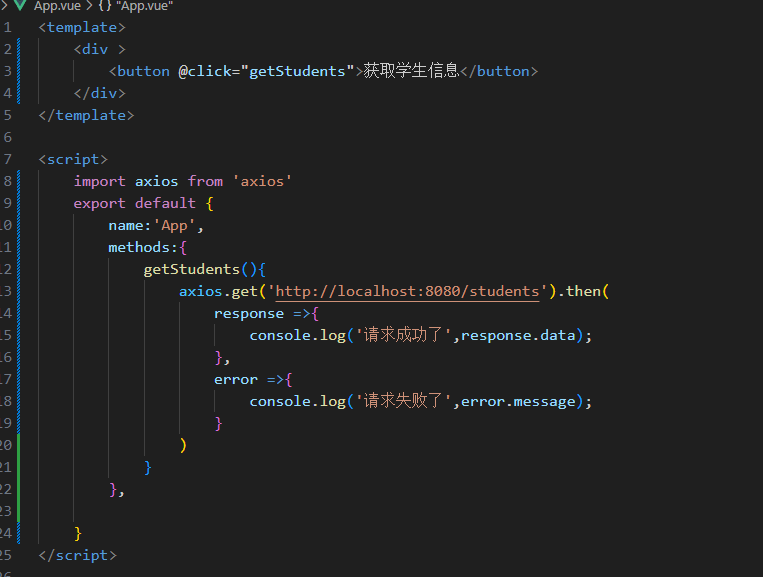 App.vue > {} "App.vue"
1 <template>
2 <div >
3 <button @click="getStudents">获取学生信息</button>
4 </div>
5 </template>
6
7 <script>
8 import axios from 'axios'
9 export default {
10 name:'App',
11 methods:{
12 getStudents(){
13 axios.get('http://localhost:8080/students').then(
14 response =>{
15 console.log('请求成功了',response.data);
16 },
17 error =>{
18 console.log('请求失败了',error.message);
19 }
20 )
21 }
22 },
23
24 }
25 </script>